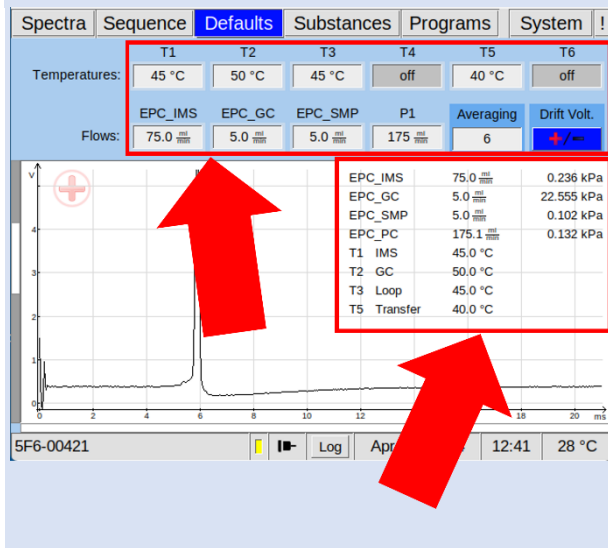 Spectra Sequence Defaults Substances Programs System !
T1 T2 T3 T4 T5 T6
Temperatures: 45 °C 50 °C 45 °C off 40 °C off
EPC_IMS EPC_GC EPC_SMP P1 Averaging Drift Volt.
Flows: 75.0 ml/min 5.0 ml/min 5.0 ml/min 175 ml/min 6 +/-
V
EPC_IMS 75.0 ml/min 0.236 kPa
EPC_GC 5.0 ml/min 22.555 kPa
EPC_SMP 5.0 ml/min 0.102 kPa
EPC_PC 175.1 ml/min 0.132 kPa
T1 IMS 45.0 °C
T2 GC 50.0 °C
T3 Loop 45.0 °C
T5 Transfer 40.0 °C
4
3
2
1
0
0 2 4 6 8 10 12 18 20 ms
5F6-00421 Log Apr 12:41 28 °C